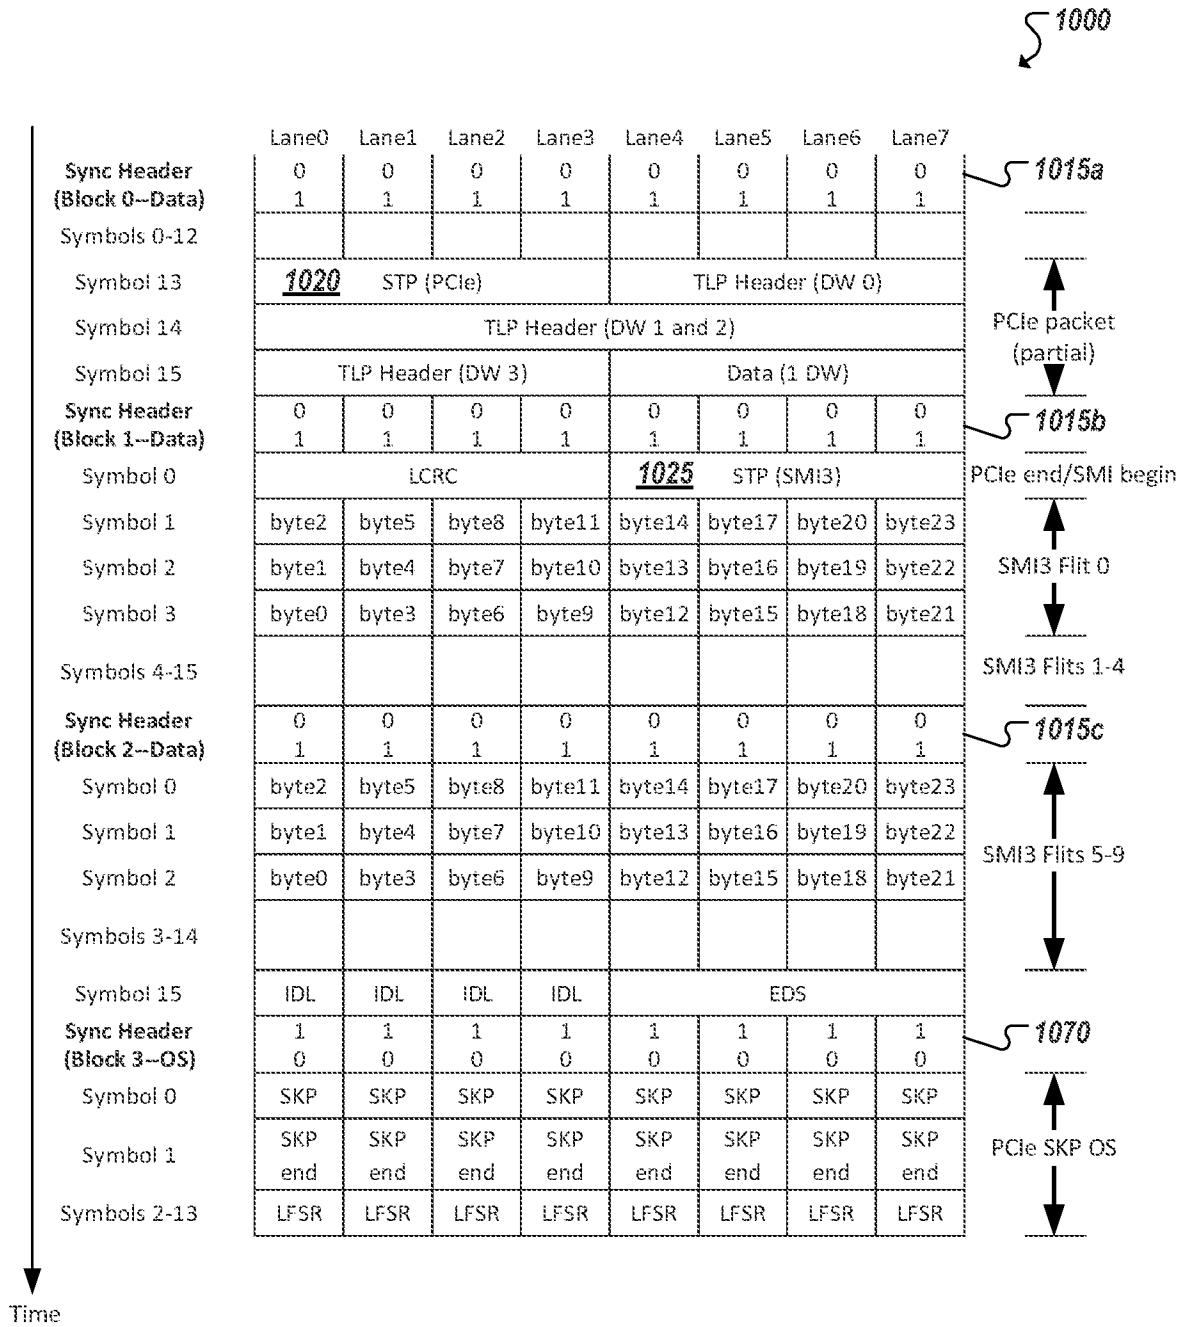 1000
Lane0 Lane1 Lane2 Lane3 Lane4 Lane5 Lane6 Lane7
Sync Header 0 0 0 0 0 0 0 0 1015a
(Block 0--Data) 1 1 1 1 1 1 1 1
Symbols 0-12
Symbol 13 1020 STP (PCIe) TLP Header (DW 0)
Symbol 14 TLP Header (DW 1 and 2) PCIe packet
(partial)
Symbol 15 TLP Header (DW 3) Data (1 DW)
Sync Header 0 0 0 0 0 0 0 0 1015b
(Block 1--Data) 1 1 1 1 1 1 1 1
Symbol 0 LCRC 1025 STP (SMI3) PCIe end/SMI begin
Symbol 1 byte2 byte5 byte8 byte11 byte14 byte17 byte20 byte23
Symbol 2 byte1 byte4 byte7 byte10 byte13 byte16 byte19 byte22 SMI3 Flit 0
Symbol 3 byte0 byte3 byte6 byte9 byte12 byte15 byte18 byte21
Symbols 4-15 SMI3 Flits 1-4
Sync Header 0 0 0 0 0 0 0 0 1015c
(Block 2--Data) 1 1 1 1 1 1 1 1
Symbol 0 byte2 byte5 byte8 byte11 byte14 byte17 byte20 byte23
Symbol 1 byte1 byte4 byte7 byte10 byte13 byte16 byte19 byte22
SMI3 Flits 5-9
Symbol 2 byte0 byte3 byte6 byte9 byte12 byte15 byte18 byte21
Symbols 3-14
Symbol 15 IDL IDL IDL IDL EDS
Sync Header 1 1 1 1 1 1 1 1 1070
(Block 3--OS) 0 0 0 0 0 0 0 0
Symbol 0 SKP SKP SKP SKP SKP SKP SKP SKP
Symbol 1 SKP SKP SKP SKP SKP SKP SKP SKP PCIe SKP OS
end end end end end end end end
Symbols 2-13 LFSR LFSR LFSR LFSR LFSR LFSR LFSR LFSR
Time